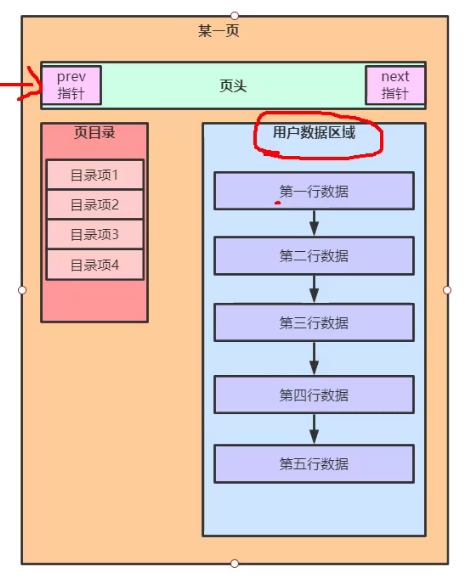 某一页
prev
指针
页头
next
指针
页目录
目录项1
目录项2
目录项3
目录项4
用户数据区域
第一行数据
第二行数据
第三行数据
第四行数据
第五行数据